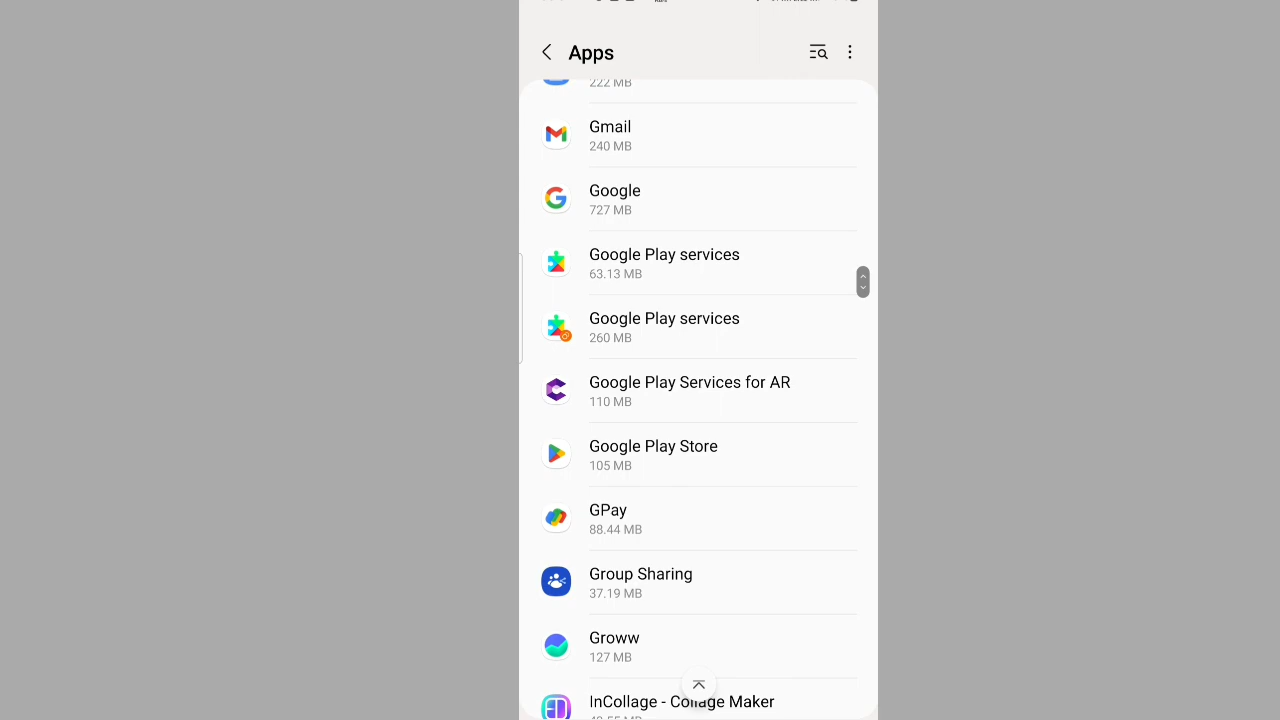 Apps
222 MB
Gmail
240 MB
Google
727 MB
Google Play services
63.13 MB
Google Play services
260 MB
Google Play Services for AR
110 MB
Google Play Store
105 MB
GPay
88.44 MB
Group Sharing
37.19 MB
Groww
127 MB
InCollage - Collage Maker